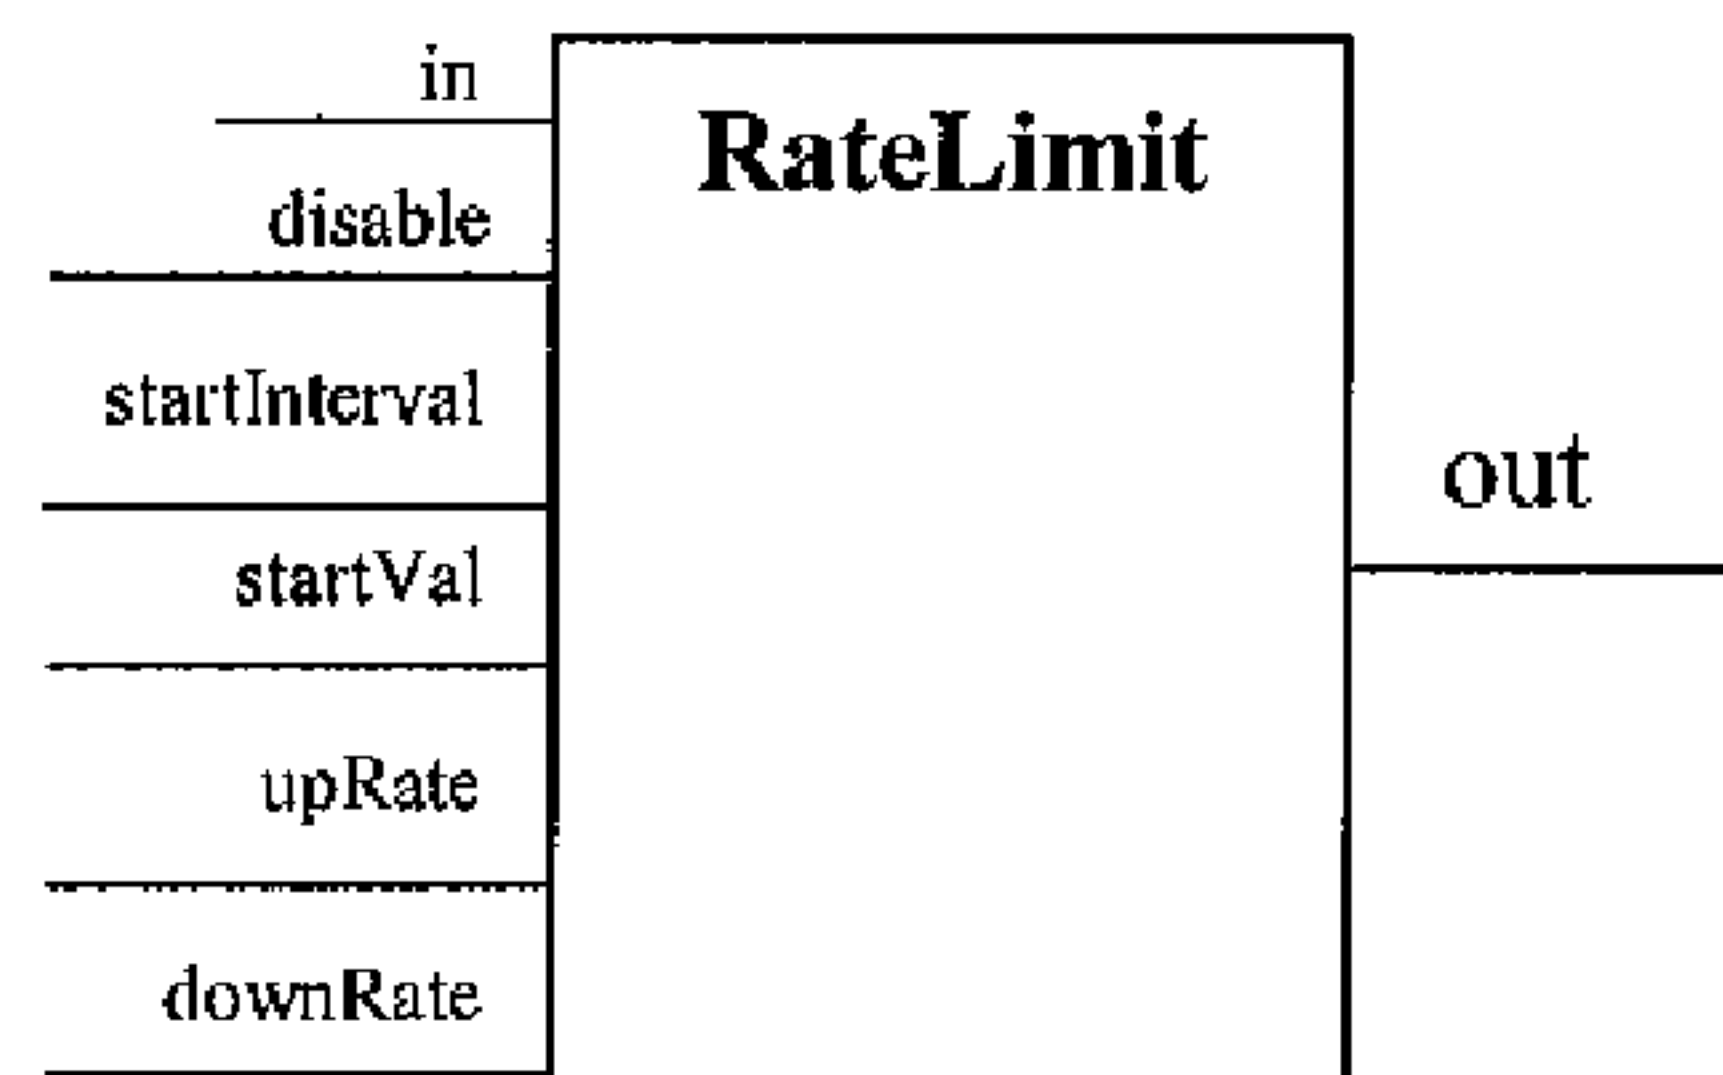 in
RateLimit
disable
startInterval
out
startVal
upRate
downRate